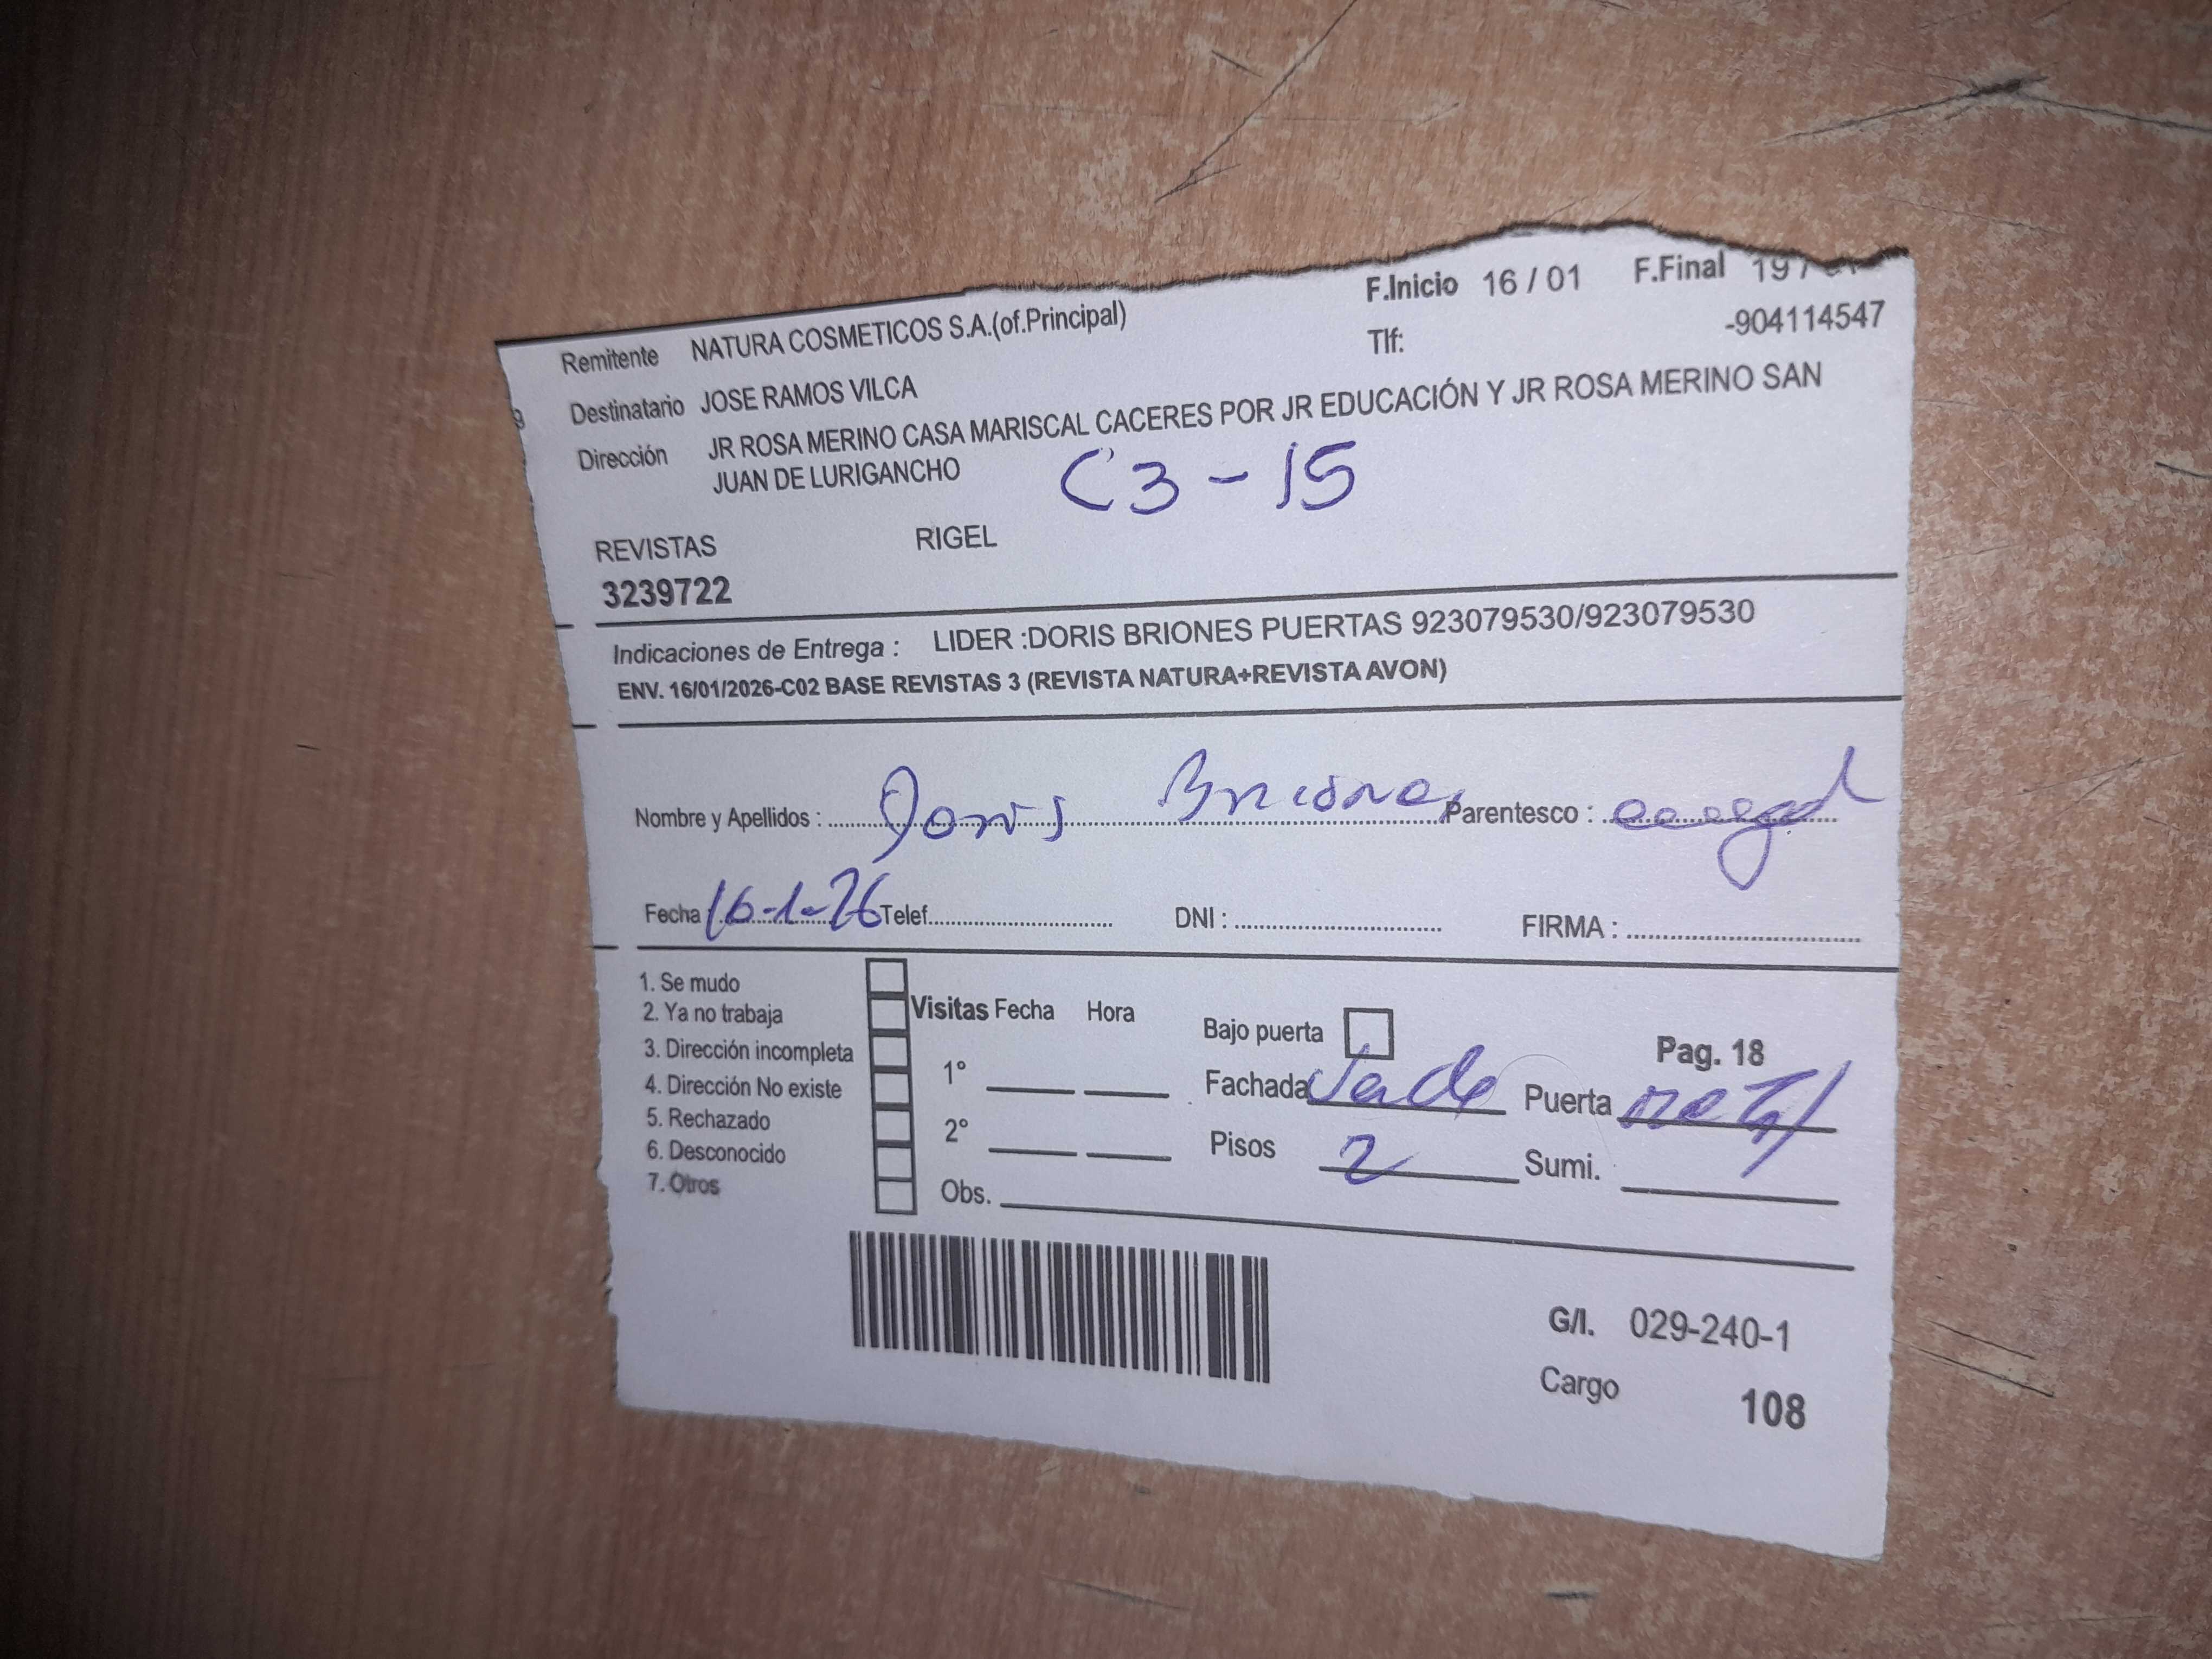 F.Inicio 16 / 01 F.Final 19 /
Remitente NATURA COSMETICOS S.A.(of.Principal) Tlf: -904114547
Destinatario JOSE RAMOS VILCA
Dirección JR ROSA MERINO CASA MARISCAL CACERES POR JR EDUCACIÓN Y JR ROSA MERINO SAN
JUAN DE LURIGANCHO C3-15
REVISTAS RIGEL
3239722
Indicaciones de Entrega : LIDER :DORIS BRIONES PUERTAS 923079530/923079530
ENV. 16/01/2026-C02 BASE REVISTAS 3 (REVISTA NATURA+REVISTA AVON)
Nombre y Apellidos : Doris Briones Parentesco :
Fecha : 16-1-26 Telef. DNI : FIRMA :
1. Se mudo
2. Ya no trabaja Visitas Fecha Hora Bajo puerta Pag. 18
3. Dirección incompleta
4. Dirección No existe 1° Fachada Verde Puerta metal
5. Rechazado
6. Desconocido 2° Pisos 2 Sumi.
7. Otros Obs.
G/I. 029-240-1
Cargo 108